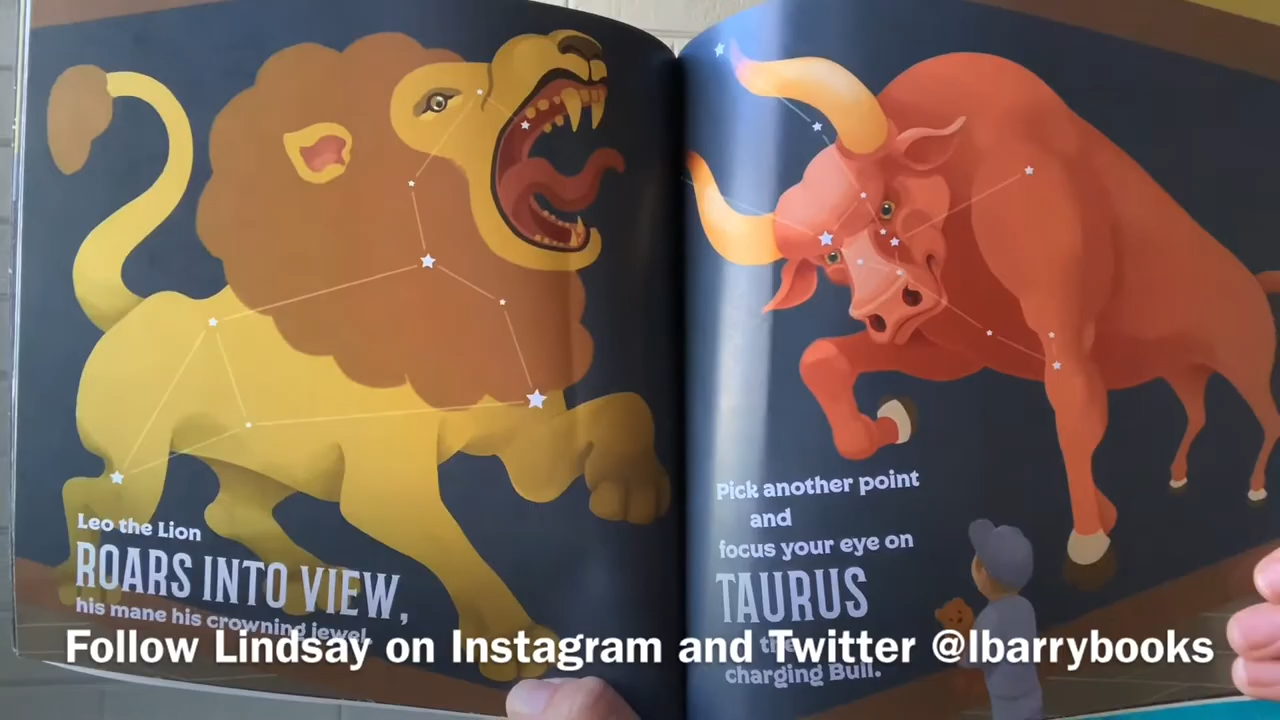 Leo the Lion
ROARS INTO VIEW,
his mane his crowning jewel
Pick another point
and
focus your eye on
TAURUS
the
charging Bull.
Follow Lindsay on Instagram and Twitter @lbarrybooks